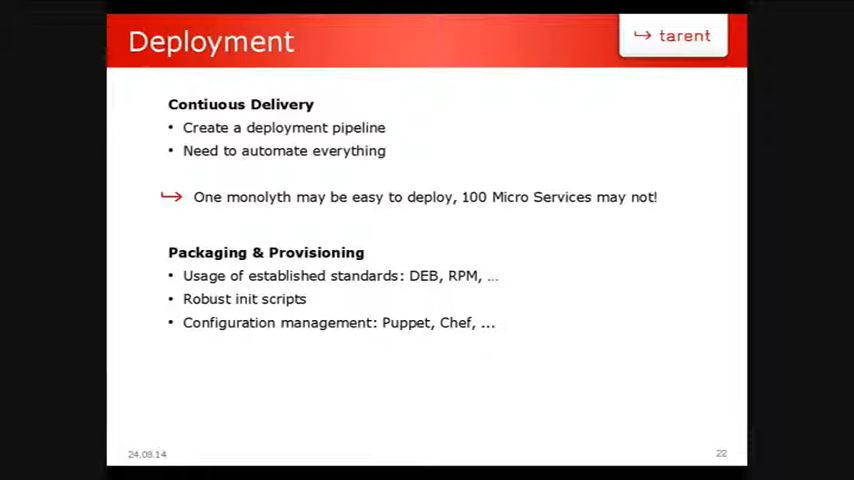 Deployment
tarent
Contiuous Delivery
• Create a deployment pipeline
• Need to automate everything
One monolyth may be easy to deploy, 100 Micro Services may not!
Packaging & Provisioning
• Usage of established standards: DEB, RPM, ...
• Robust init scripts
• Configuration management: Puppet, Chef, ...
24.08.14
22